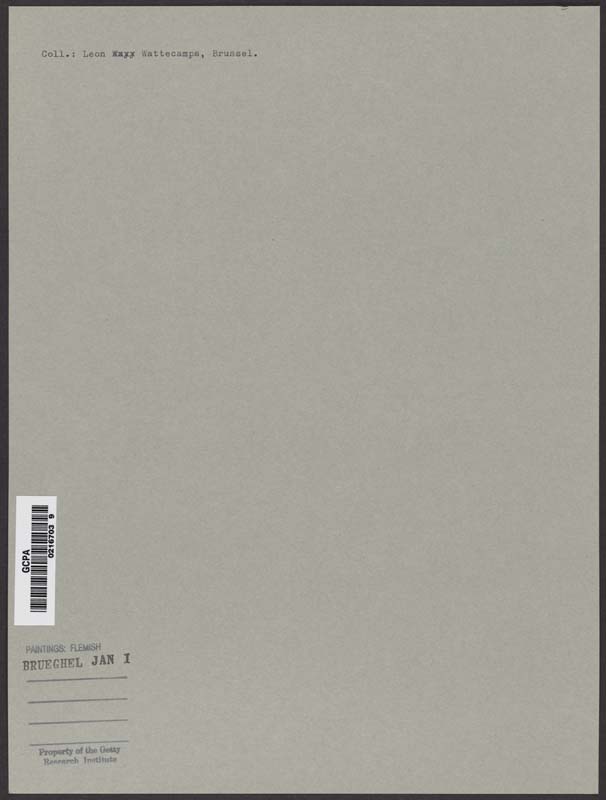 Coll.: Leon Wattecamps, Brussel.
GCPA
0216703 9
PAINTINGS: FLEMISH
BRUEGHEL JAN I
Property of the Getty
Research Institute